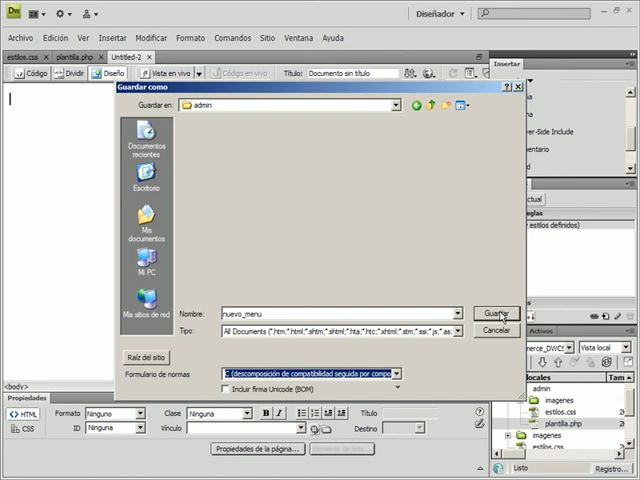 Dw
Diseñador
Archivo Edición Ver Insertar Modificar Formato Comandos Sitio Ventana Ayuda
estilos.css × plantilla.php × Untitled-2 ×
Código Dividir Diseño Vista en vivo Código en vivo Título: Documento sin título
Insertar
Guardar como
Guardar en: admin
Documentos
recientes
Escritorio
Mis
documentos
Mi PC
Mis sitios de red
Nombre: nuevo_menu Guardar
Tipo: All Documents (*.htm;*.html;*.shtm;*.shtml;*.hta;*.htc;*.xhtml;*.stm;*.ssi;*.js;*.as; Cancelar
Raíz del sitio
Formulario de normas C (descomposición de compatibilidad seguida por compo
Incluir firma Unicode (BOM)
er-Side Include
ctual
eglas
y estilos definidos)
Activos
merce_DWCS
locales Tam
admin
imagenes
estilos.css
plantilla.php
imagenes
estilos.css
<body>
Propiedades
HTML Formato Ninguno Clase Ninguno B I Título
CSS ID Ninguno Vínculo Destino
Propiedades de la página...
Listo Registro...